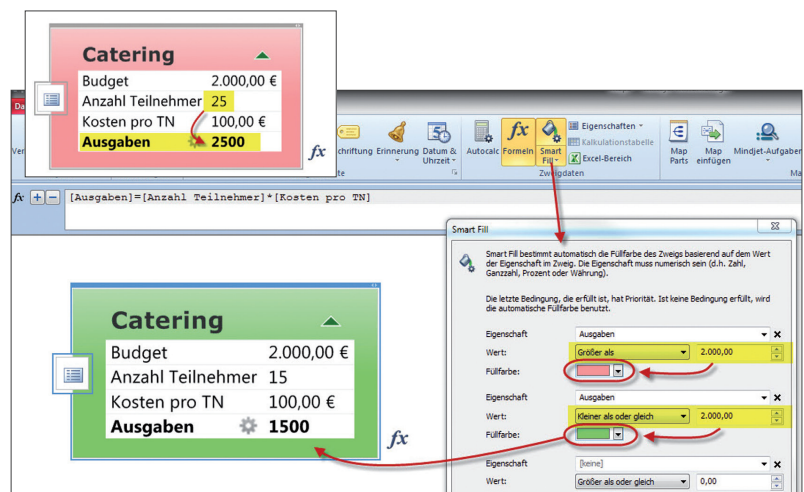 Catering
Budget 2.000,00 €
Anzahl Teilnehmer 25
Kosten pro TN 100,00 €
Ausgaben 2500
fx
Da
chriftung Erinnerung Datum & Uhrzeit
Autocalc Formeln Smart Fill
Eigenschaften
Kalkulationstabelle
Excel-Bereich
Map Parts Map einfügen Mindjet-Aufgaben
Zweigdaten Ma
fx + - [Ausgaben]=[Anzahl Teilnehmer]*[Kosten pro TN]
Smart Fill
Smart Fill bestimmt automatisch die Füllfarbe des Zweigs basierend auf dem Wert
der Eigenschaft im Zweig. Die Eigenschaft muss numerisch sein (d.h. Zahl,
Ganzzahl, Prozent oder Währung).
Die letzte Bedingung, die erfüllt ist, hat Priorität. Ist keine Bedingung erfüllt, wird
die automatische Füllfarbe benutzt.
Eigenschaft Ausgaben
Wert: Größer als 2.000,00
Füllfarbe:
Eigenschaft Ausgaben
Wert: Kleiner als oder gleich 2.000,00
Füllfarbe:
Eigenschaft [keine]
Wert: Größer als oder gleich 0,00
Catering
Budget 2.000,00 €
Anzahl Teilnehmer 15
Kosten pro TN 100,00 €
Ausgaben 1500
fx